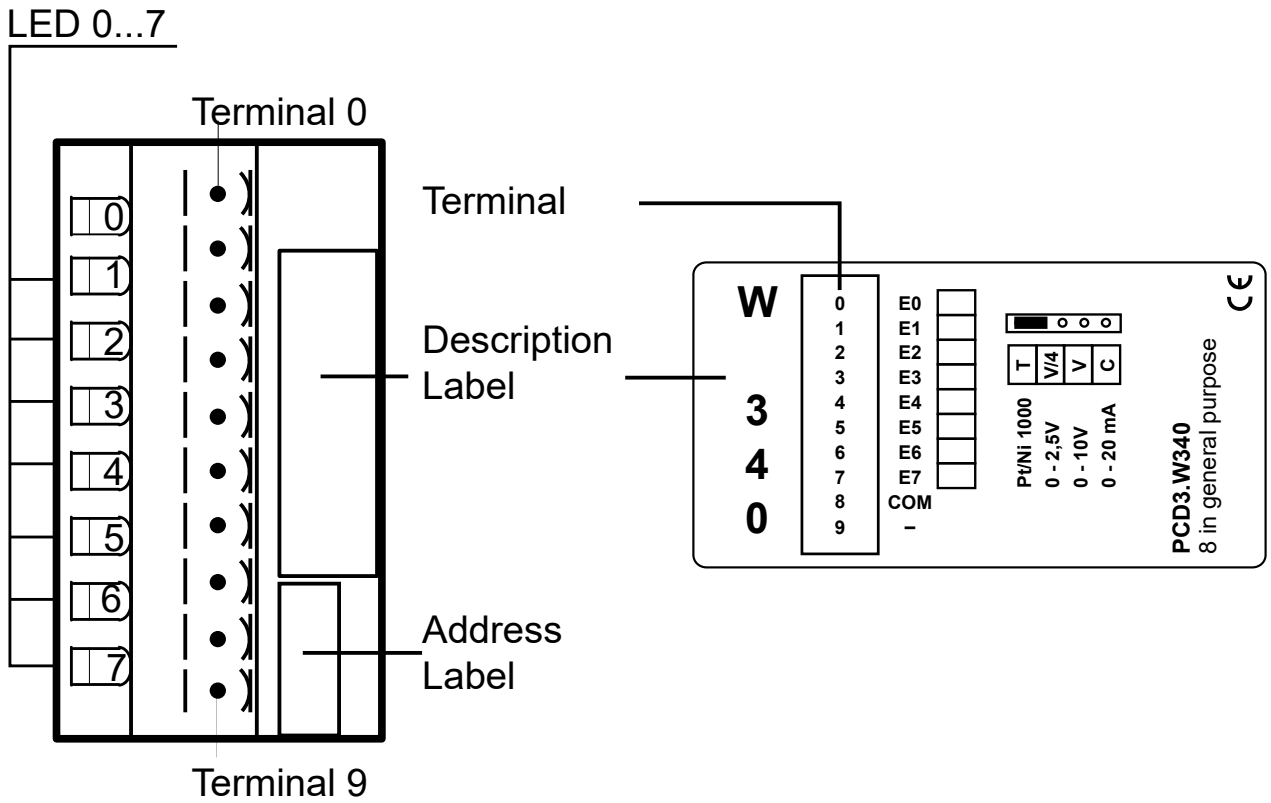 LED 0...7
Terminal 0
0
1
2
3
4
5
6
7
Terminal 9
Terminal
Description
Label
Address
Label
W
3
4
0
0 E0
1 E1
2 E2
3 E3
4 E4
5 E5
6 E6
7 E7
8 COM
9 –
T
V/4
V
C
Pt/Ni 1000
0 - 2,5V
0 - 10V
0 - 20 mA
PCD3.W340
8 in general purpose
CE